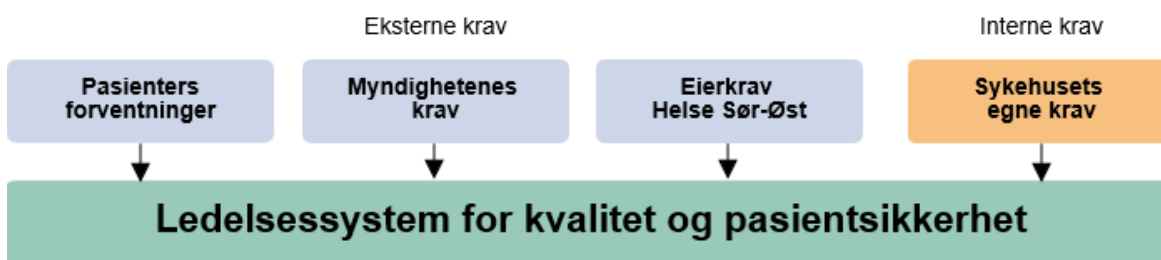 Eksterne krav
Interne krav
Pasienters
forventninger
Myndighetenes
krav
Eierkrav
Helse Sør-Øst
Sykehusets
egne krav
Ledelsessystem for kvalitet og pasientsikkerhet